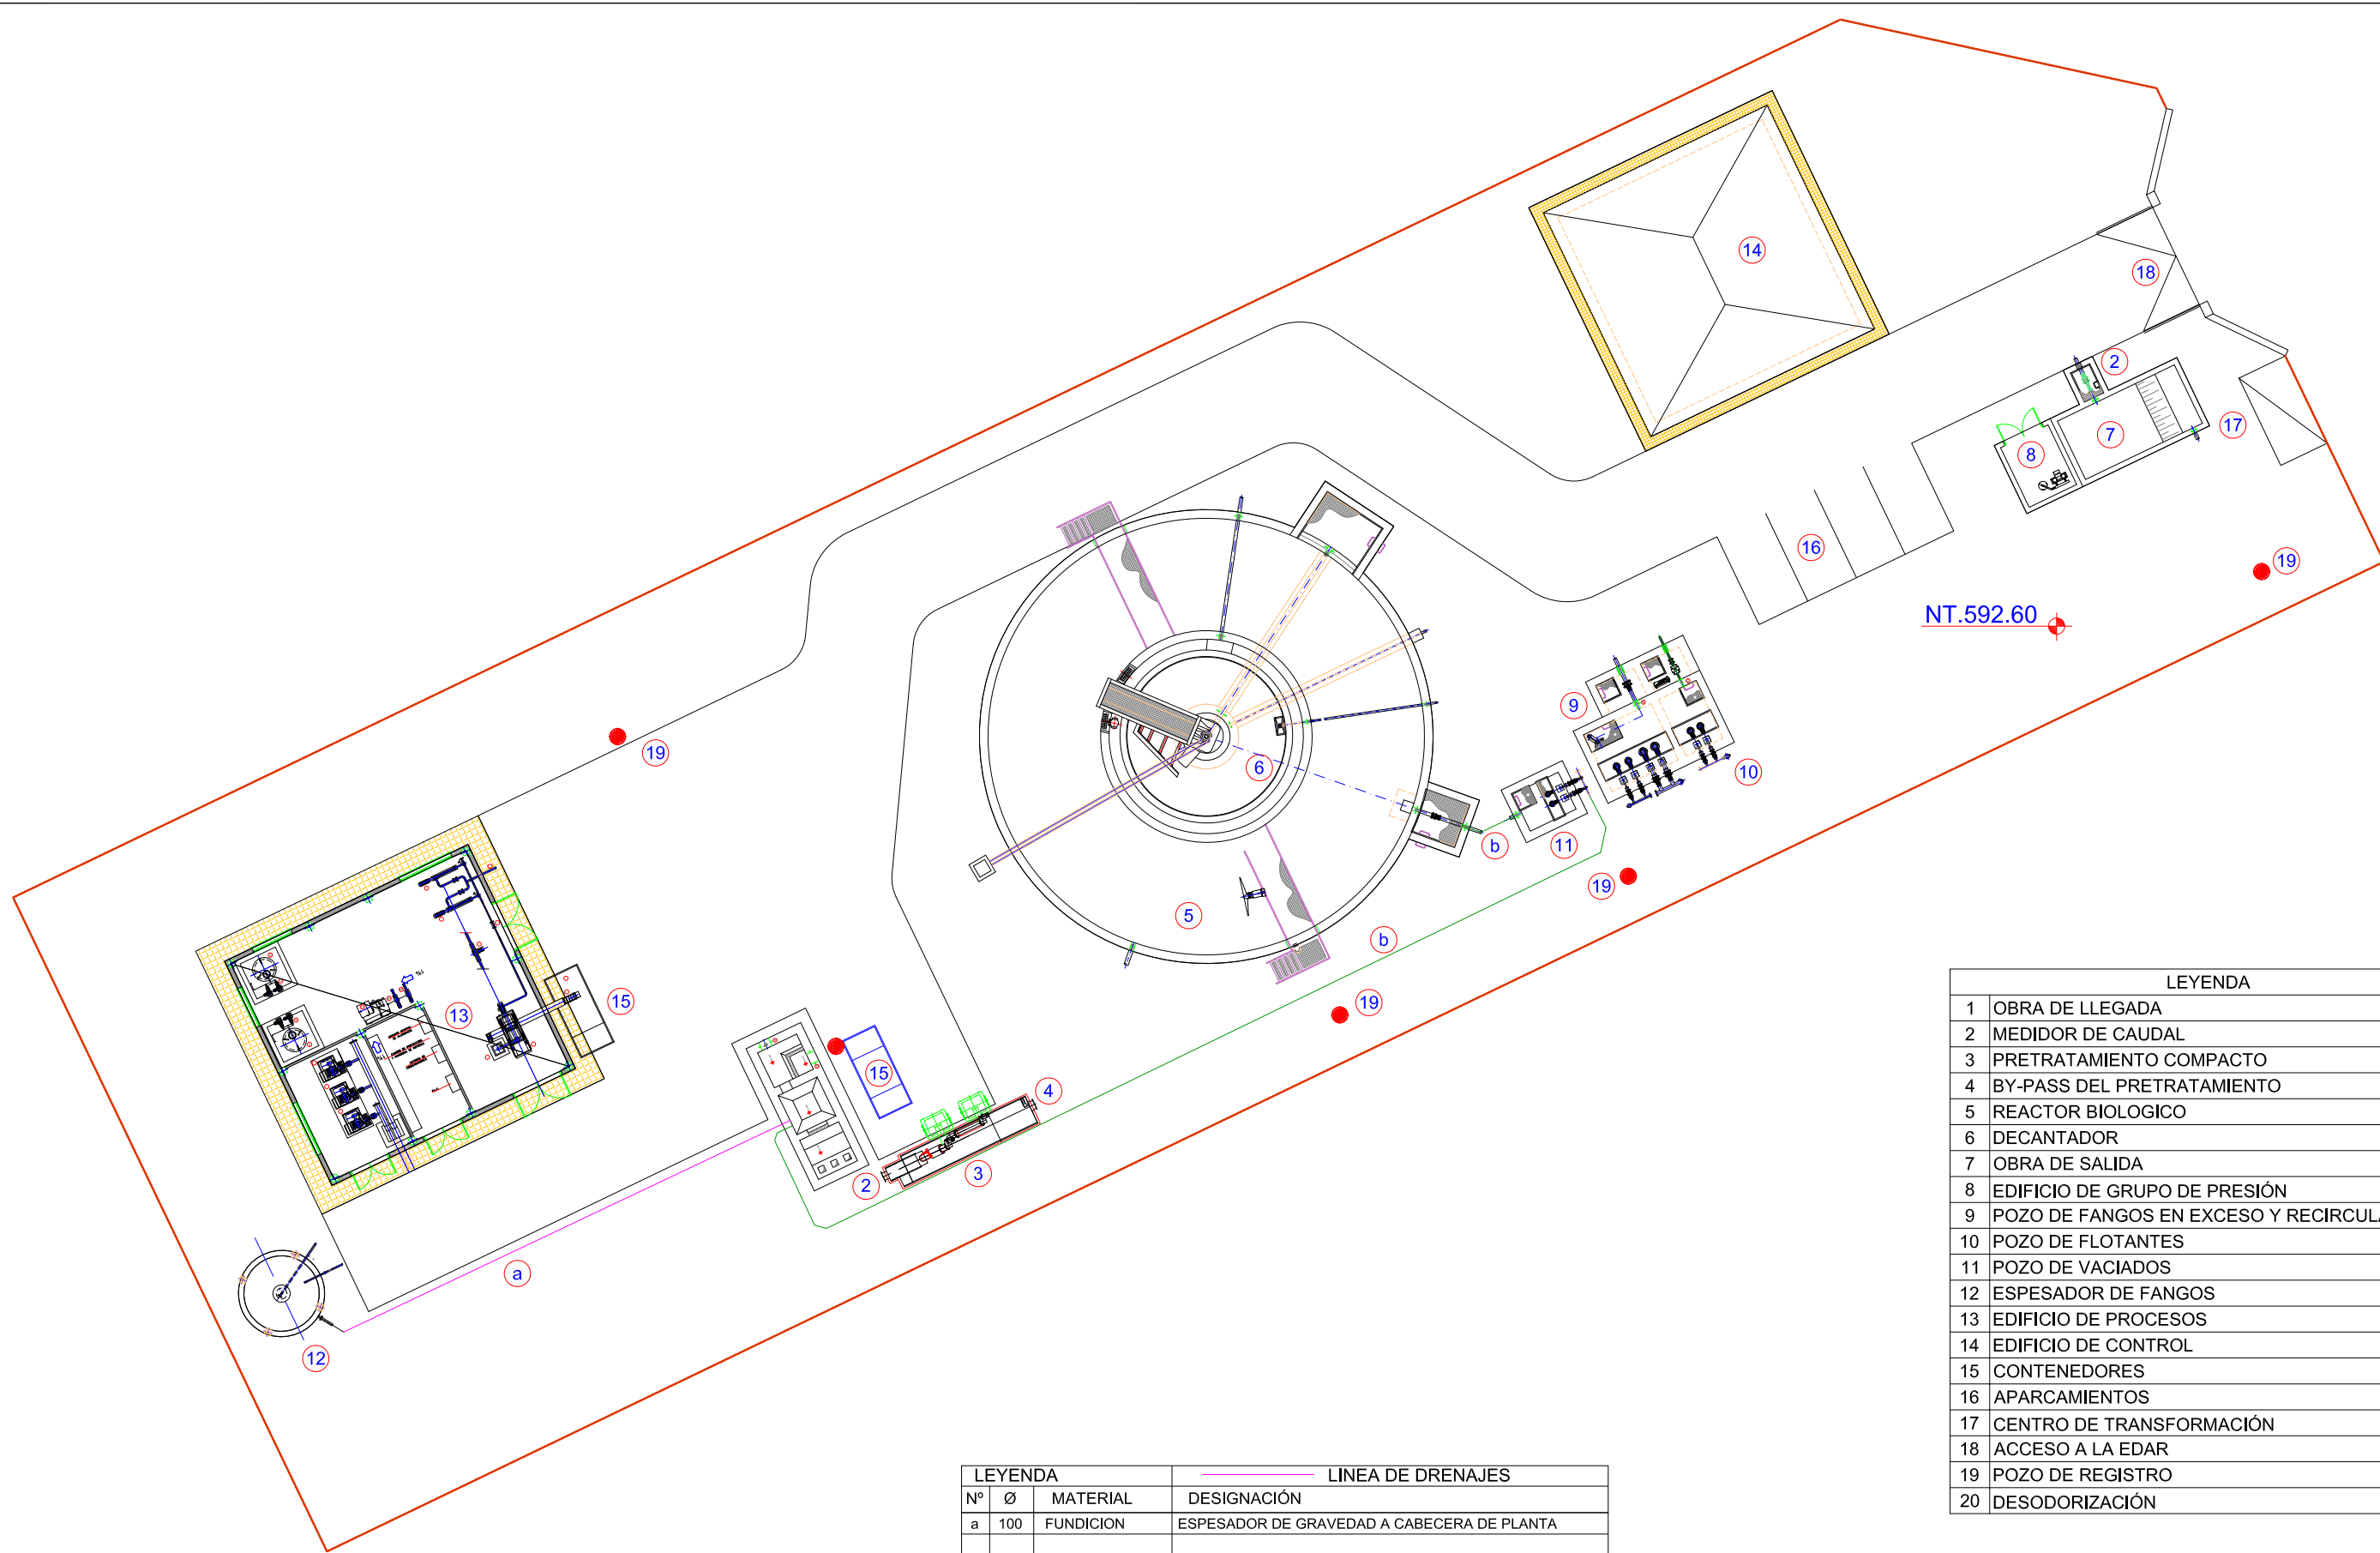 14
18
2
17
7
8
16
19
NT.592.60
9
19
10
6
b
11
19
5
b
13
15
19
15
4
2
3
a
12
LEYENDA
1 OBRA DE LLEGADA
2 MEDIDOR DE CAUDAL
3 PRETRATAMIENTO COMPACTO
4 BY-PASS DEL PRETRATAMIENTO
5 REACTOR BIOLOGICO
6 DECANTADOR
7 OBRA DE SALIDA
8 EDIFICIO DE GRUPO DE PRESIÓN
9 POZO DE FANGOS EN EXCESO Y RECIRCUL
10 POZO DE FLOTANTES
11 POZO DE VACIADOS
12 ESPESADOR DE FANGOS
13 EDIFICIO DE PROCESOS
14 EDIFICIO DE CONTROL
15 CONTENEDORES
16 APARCAMIENTOS
17 CENTRO DE TRANSFORMACIÓN
18 ACCESO A LA EDAR
19 POZO DE REGISTRO
20 DESODORIZACIÓN
LEYENDA LINEA DE DRENAJES
Nº Ø MATERIAL DESIGNACIÓN
a 100 FUNDICION ESPESADOR DE GRAVEDAD A CABECERA DE PLANTA